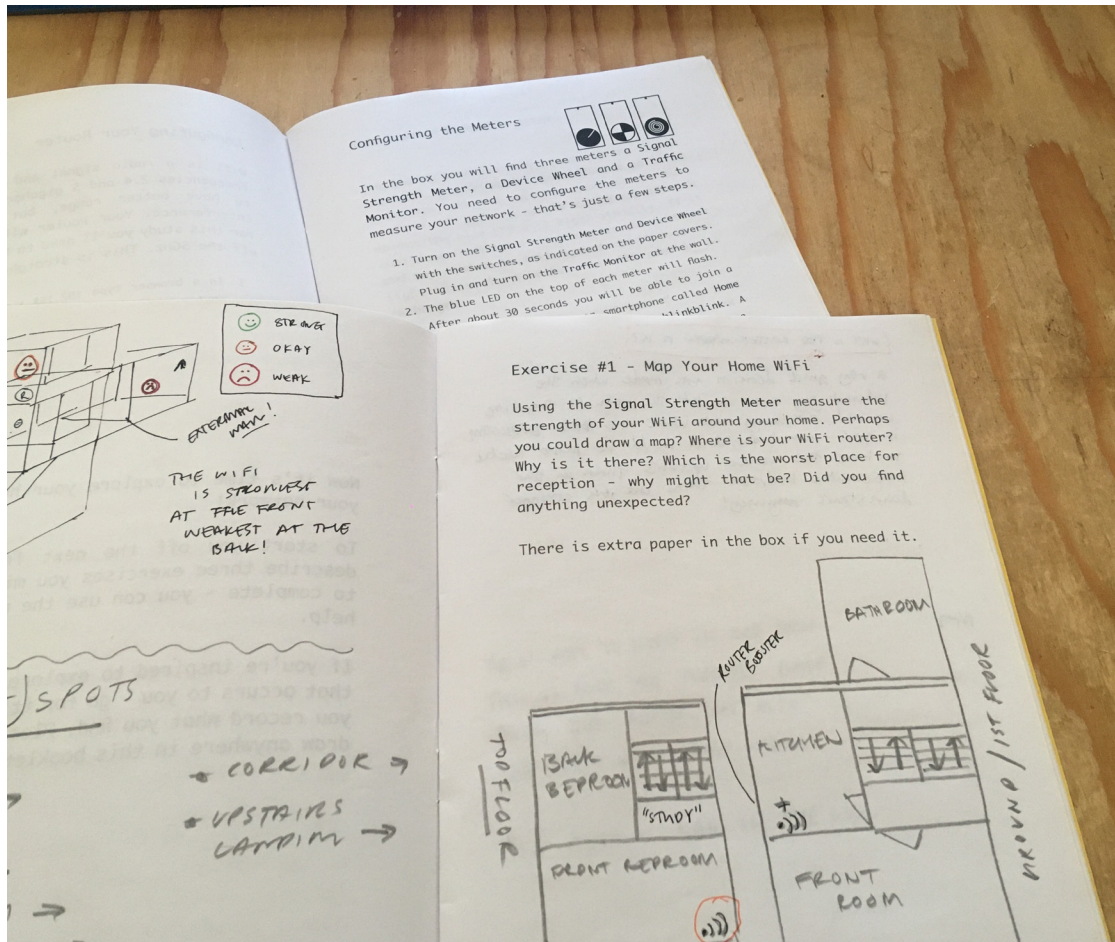 Configuring the Meters
In the box you will find three meters a Signal
Strength Meter, a Device Wheel and a Traffic
Monitor. You need to configure the meters to
measure your network - that's just a few steps.
1. Turn on the Signal Strength Meter and Device Wheel
with the switches, as indicated on the paper covers.
Plug in and turn on the Traffic Monitor at the wall.
2. The blue LED on the top of each meter will flash.
After about 30 seconds you will be able to join a
smartphone called Home
blinkblink. A
STRONG
OKAY
WEAK
R
EXTERNAL
WALL!
THE WIFI
IS STRONGEST
AT THE FRONT
WEAKEST AT THE
BACK!
SPOTS
CORRIDOR
UPSTAIRS
LANDING
Exercise #1 - Map Your Home WiFi
Using the Signal Strength Meter measure the
strength of your WiFi around your home. Perhaps
you could draw a map? Where is your WiFi router?
Why is it there? Which is the worst place for
reception - why might that be? Did you find
anything unexpected?
There is extra paper in the box if you need it.
TOP FLOOR
BACK
BEDROOM
"STUDY"
FRONT BEDROOM
ROUTER
BOOSTER
BATHROOM
KITCHEN
FRONT
ROOM
GROUND / 1ST FLOOR